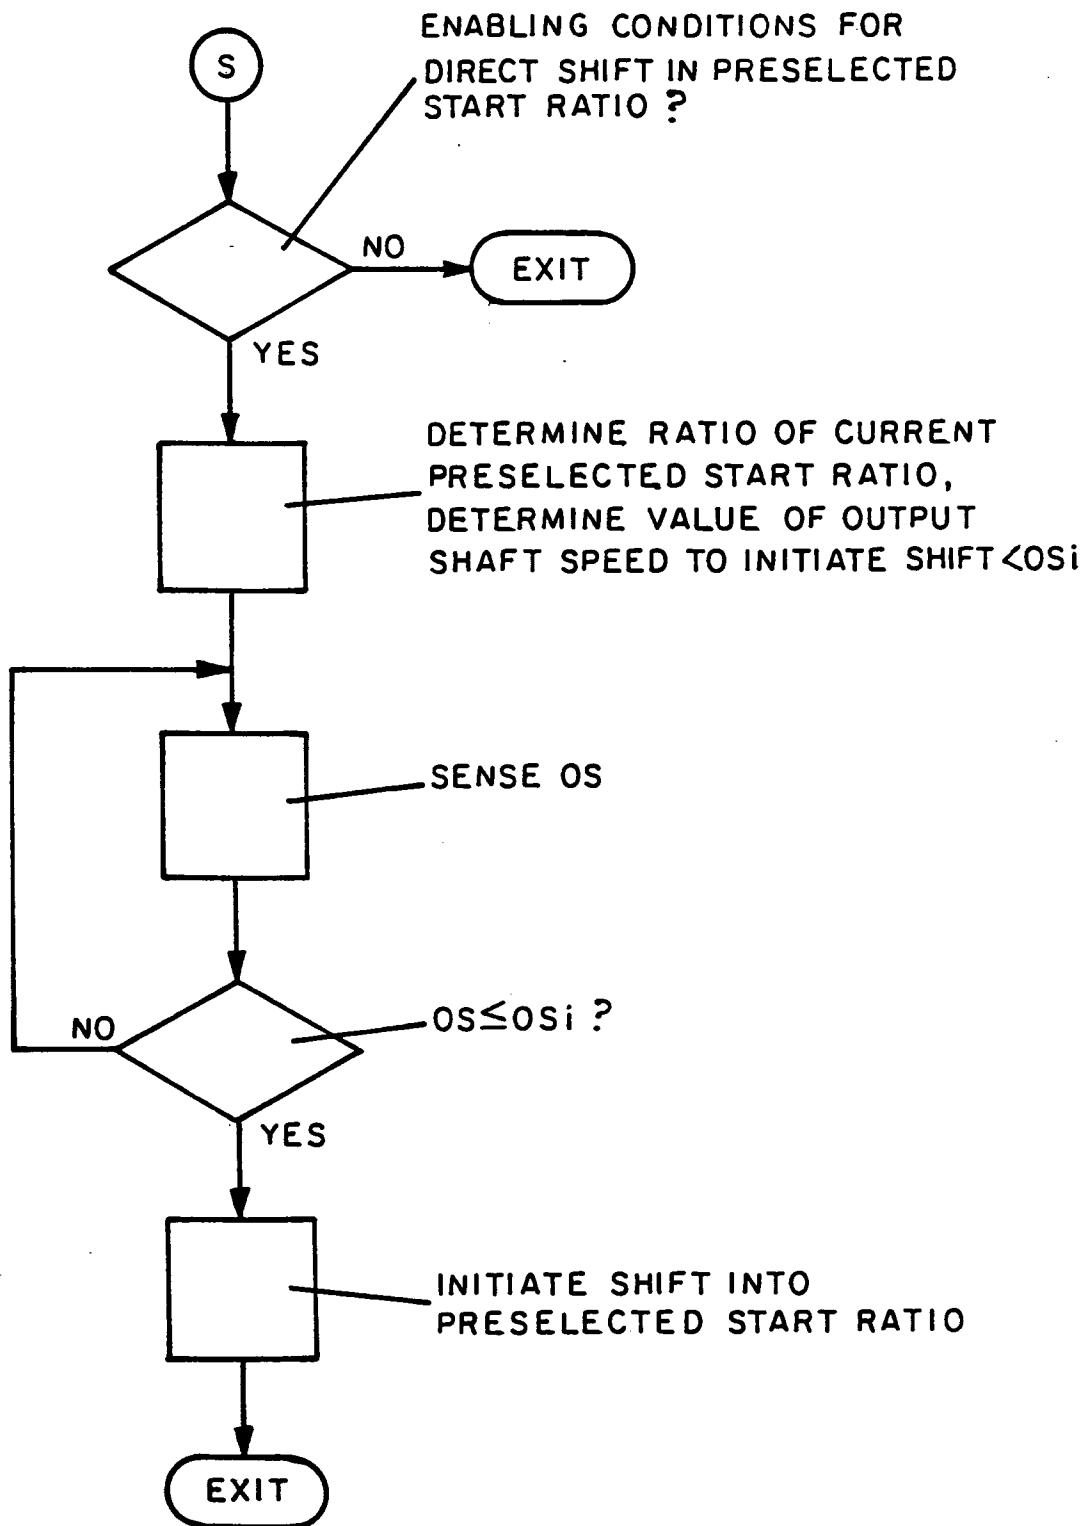 ENABLING CONDITIONS FOR
S
DIRECT SHIFT IN PRESELECTED
START RATIO ?
NO
EXIT
YES
DETERMINE RATIO OF CURRENT
PRESELECTED START RATIO,
DETERMINE VALUE OF OUTPUT
SHAFT SPEED TO INITIATE SHIFT<OSi
SENSE OS
OS≤OSi ?
NO
YES
INITIATE SHIFT INTO
PRESELECTED START RATIO
EXIT